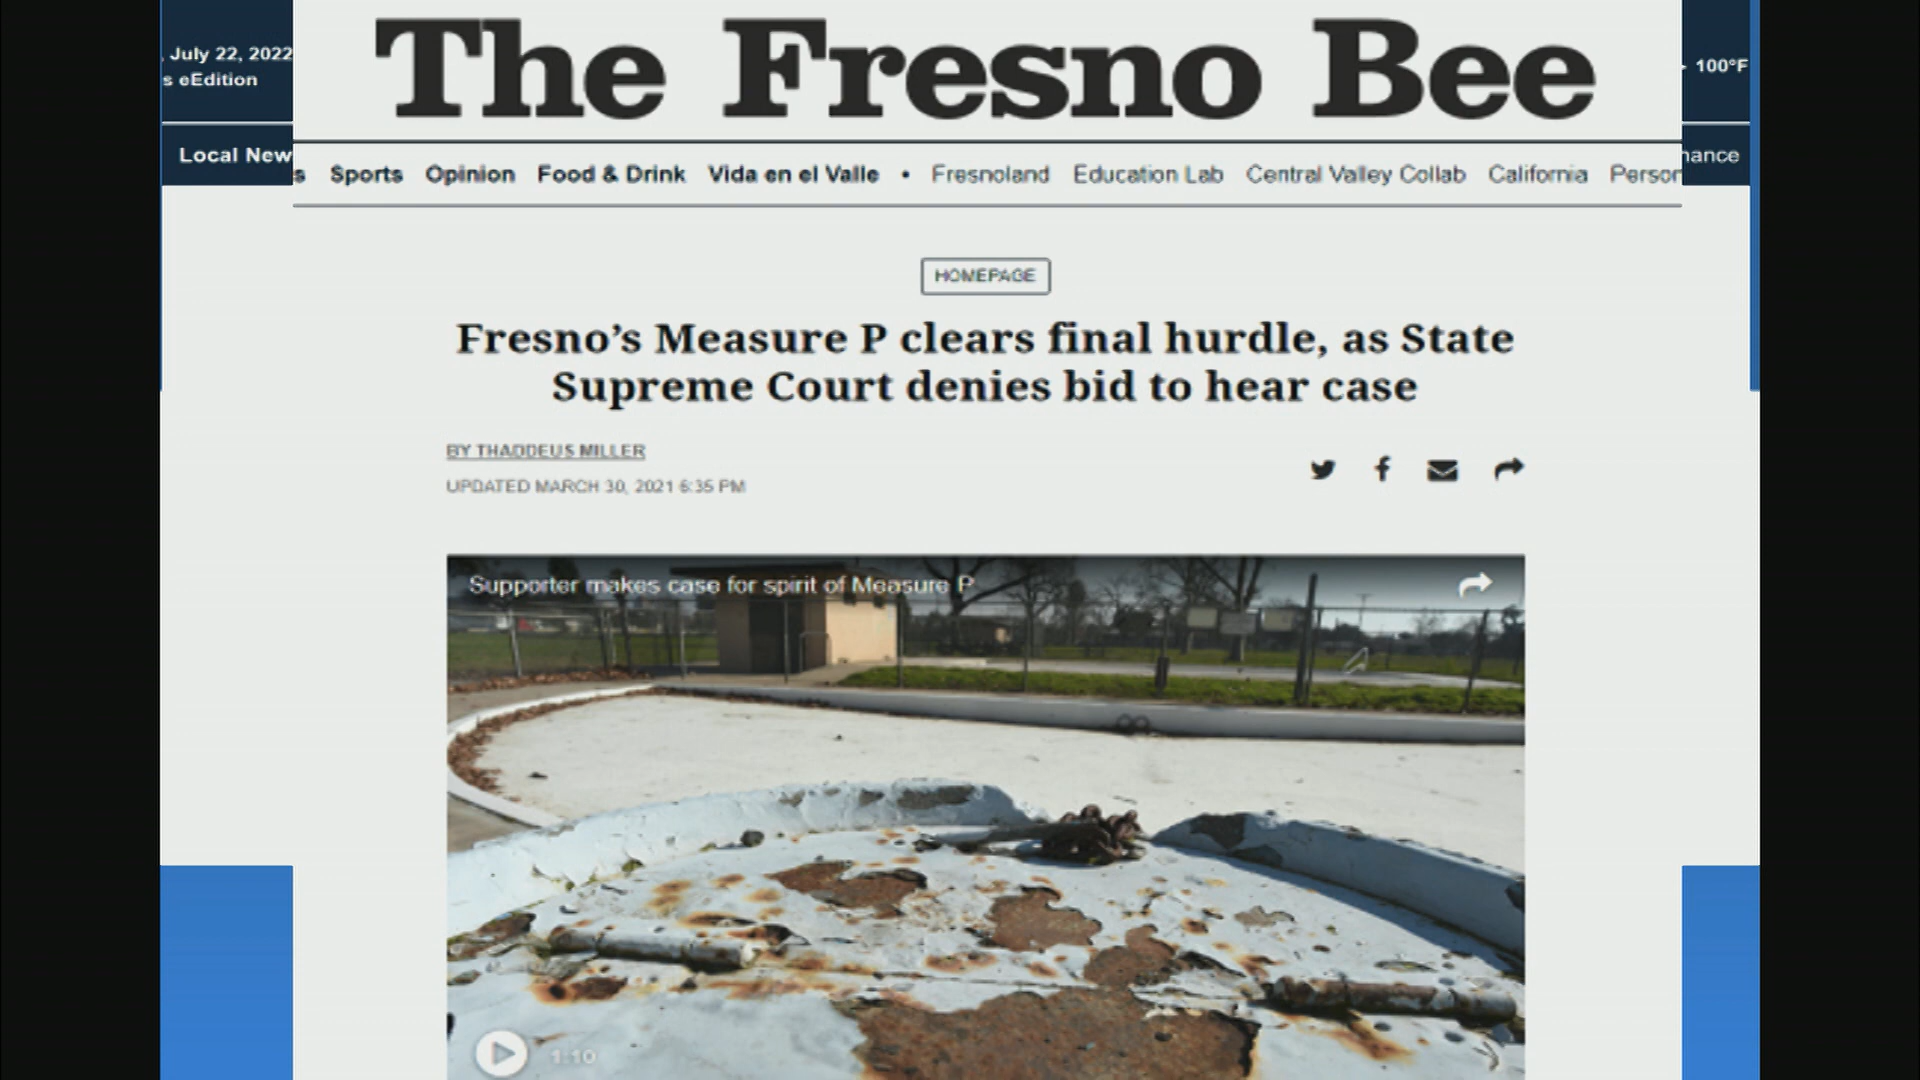 The Fresno Bee
, July 22, 2022
s eEdition
100°F
Local News
Sports Opinion Food & Drink Vida en el Valle • Fresnoland Education Lab Central Valley Collab California Person
nance
HOMEPAGE
Fresno's Measure P clears final hurdle, as State
Supreme Court denies bid to hear case
BY THADDEUS MILLER
UPDATED MARCH 30, 2021 6:35 PM
Supporter makes case for spirit of Measure P
1:10